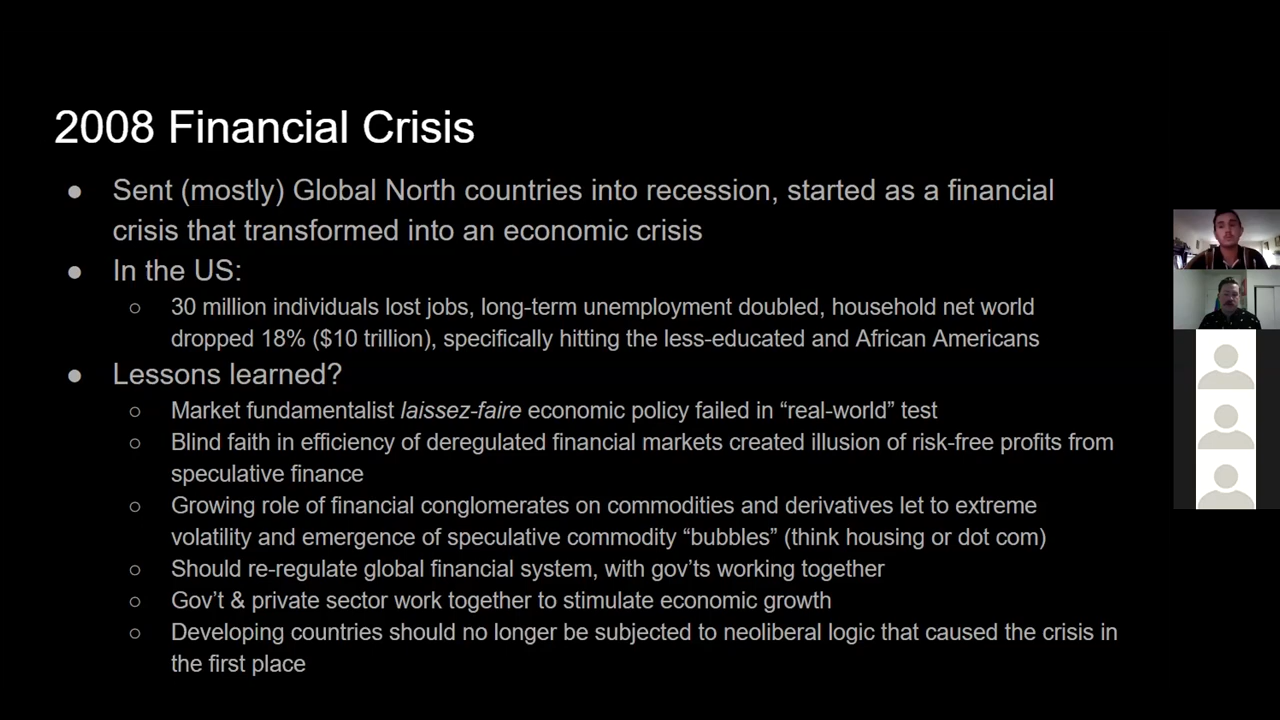 2008 Financial Crisis
● Sent (mostly) Global North countries into recession, started as a financial
crisis that transformed into an economic crisis
● In the US:
○ 30 million individuals lost jobs, long-term unemployment doubled, household net world
dropped 18% ($10 trillion), specifically hitting the less-educated and African Americans
● Lessons learned?
○ Market fundamentalist laissez-faire economic policy failed in “real-world” test
○ Blind faith in efficiency of deregulated financial markets created illusion of risk-free profits from
speculative finance
○ Growing role of financial conglomerates on commodities and derivatives let to extreme
volatility and emergence of speculative commodity “bubbles” (think housing or dot com)
○ Should re-regulate global financial system, with gov’ts working together
○ Gov’t & private sector work together to stimulate economic growth
○ Developing countries should no longer be subjected to neoliberal logic that caused the crisis in
the first place